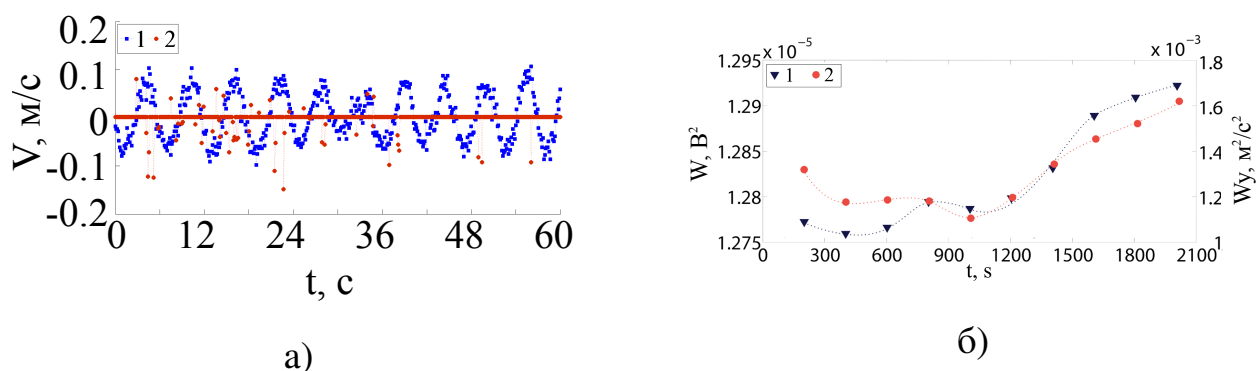 0.2
1 2
0.1
0
-0.1
-0.2
V, м/с
0 12 24 36 48 60
t, с
а)
x 10⁻⁵
x 10⁻³
1.295
1.29
1.285
1.28
1.275
W, В²
1 2
1.8
1.6
1.4
1.2
1
Wy, м²/с²
0 300 600 900 1200 1500 1800 2100
t, s
б)